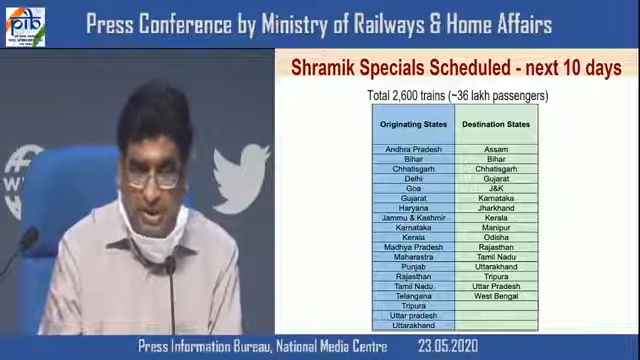 Press Conference by Ministry of Railways & Home Affairs
pib
Shramik Specials Scheduled - next 10 days
Total 2,600 trains (~36 lakh passengers)
Originating States Destination States
Andhra Pradesh Assam
Bihar Bihar
Chhatisgarh Chhatisgarh
Delhi Gujarat
Goa J&K
Gujarat Karnataka
Haryana Jharkhand
Jammu & Kashmir Kerala
Karnataka Manipur
Kerala Odisha
Madhya Pradesh Rajasthan
Maharastra Tamil Nadu
Punjab Uttarakhand
Rajasthan Tripura
Tamil Nadu Uttar Pradesh
Telangana West Bengal
Tripura
Uttar pradesh
Uttarakhand
Press Information Bureau, National Media Centre 23.05.2020